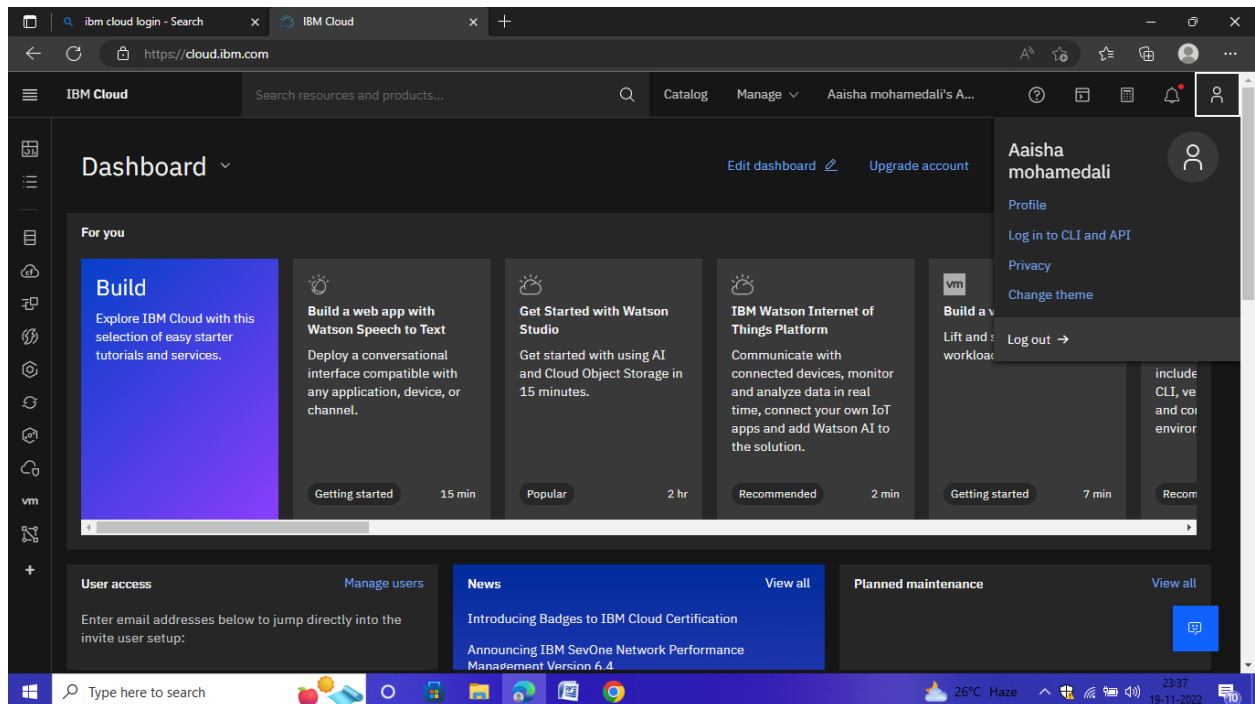 ibm cloud login - Search
IBM Cloud
https://cloud.ibm.com
IBM Cloud
Search resources and products...
Catalog
Manage
Aaisha mohamedali's A...
Dashboard
Edit dashboard
Upgrade account
Aaisha
mohamedali
Profile
Log in to CLI and API
Privacy
Change theme
Log out →
For you
Build
Explore IBM Cloud with this
selection of easy starter
tutorials and services.
Build a web app with
Watson Speech to Text
Deploy a conversational
interface compatible with
any application, device, or
channel.
Getting started
15 min
Get Started with Watson
Studio
Get started with using AI
and Cloud Object Storage in
15 minutes.
Popular
2 hr
IBM Watson Internet of
Things Platform
Communicate with
connected devices, monitor
and analyze data in real
time, connect your own IoT
apps and add Watson AI to
the solution.
Recommended
2 min
vm
Build a
Lift and
Getting started
7 min
include
CLI, ve
and
Recom
vm
User access
Manage users
Enter email addresses below to jump directly into the
invite user setup:
News
View all
Introducing Badges to IBM Cloud Certification
Announcing IBM SevOne Network Performance
Management Version 6.4
Planned maintenance
View all
Type here to search
26°C Haze
23:37
19-11-2022
10